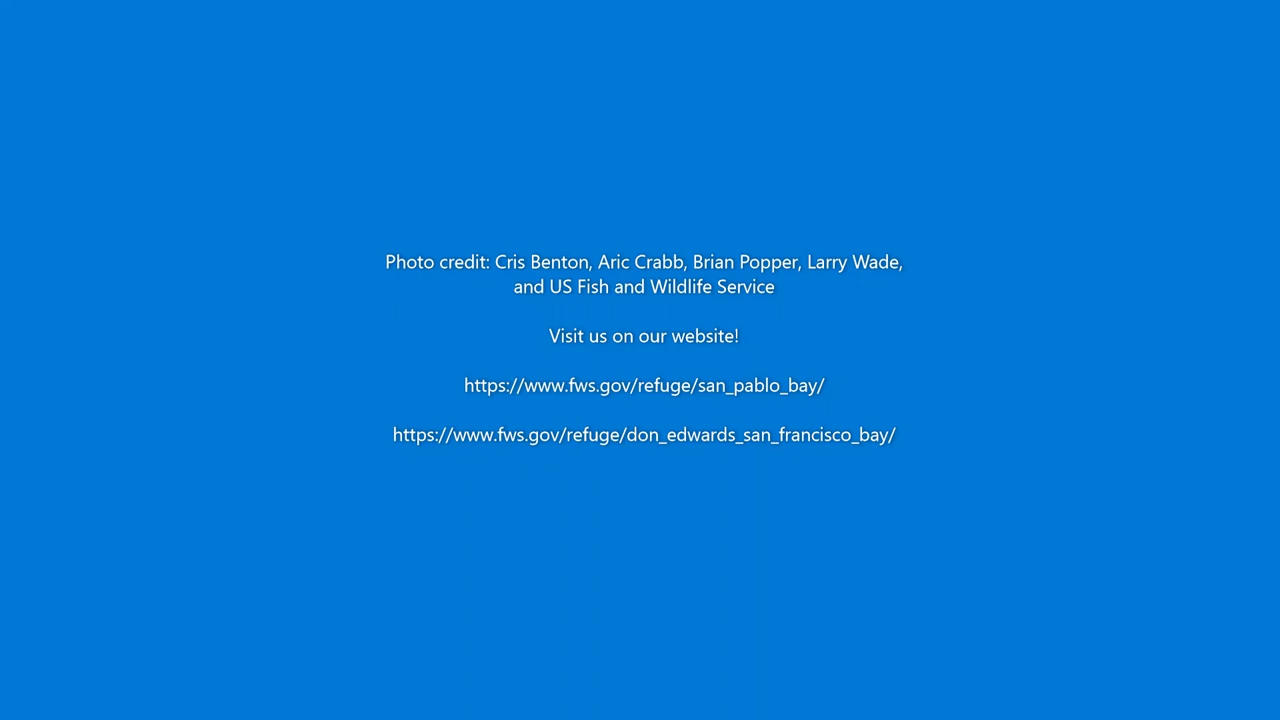 Photo credit: Cris Benton, Aric Crabb, Brian Popper, Larry Wade,
and US Fish and Wildlife Service
Visit us on our website!
https://www.fws.gov/refuge/san_pablo_bay/
https://www.fws.gov/refuge/don_edwards_san_francisco_bay/